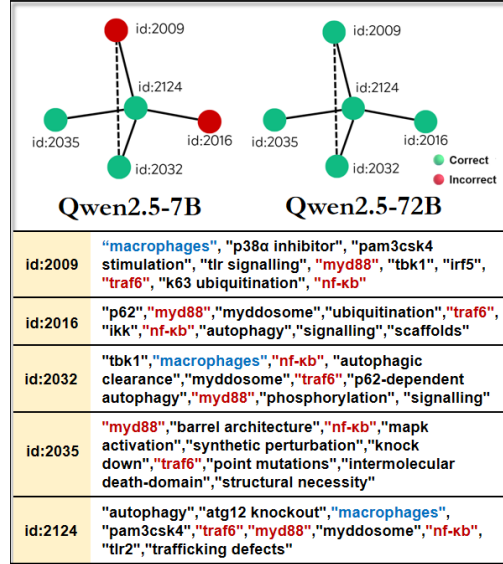 id:2009
id:2124
id:2035
id:2016
id:2032
Qwen2.5-7B
id:2009
id:2124
id:2035
id:2016
id:2032
Correct
Incorrect
Qwen2.5-72B
id:2009
"macrophages", "p38α inhibitor", "pam3csk4
stimulation", "tlr signalling", "myd88", "tbk1", "irf5",
"traf6", "k63 ubiquitination", "nf-κb"
id:2016
"p62","myd88","myddosome","ubiquitination","traf6",
"ikk","nf-κb","autophagy","signalling","scaffolds"
id:2032
"tbk1","macrophages","nf-κb", "autophagic
clearance","myddosome","traf6","p62-dependent
autophagy","myd88","phosphorylation", "signalling"
id:2035
"myd88","barrel architecture","nf-κb","mapk
activation","synthetic perturbation","knock
down","traf6","point mutations","intermolecular
death-domain","structural necessity"
id:2124
"autophagy","atg12 knockout","macrophages",
"pam3csk4","traf6","myd88","myddosome","nf-κb",
"tlr2","trafficking defects"